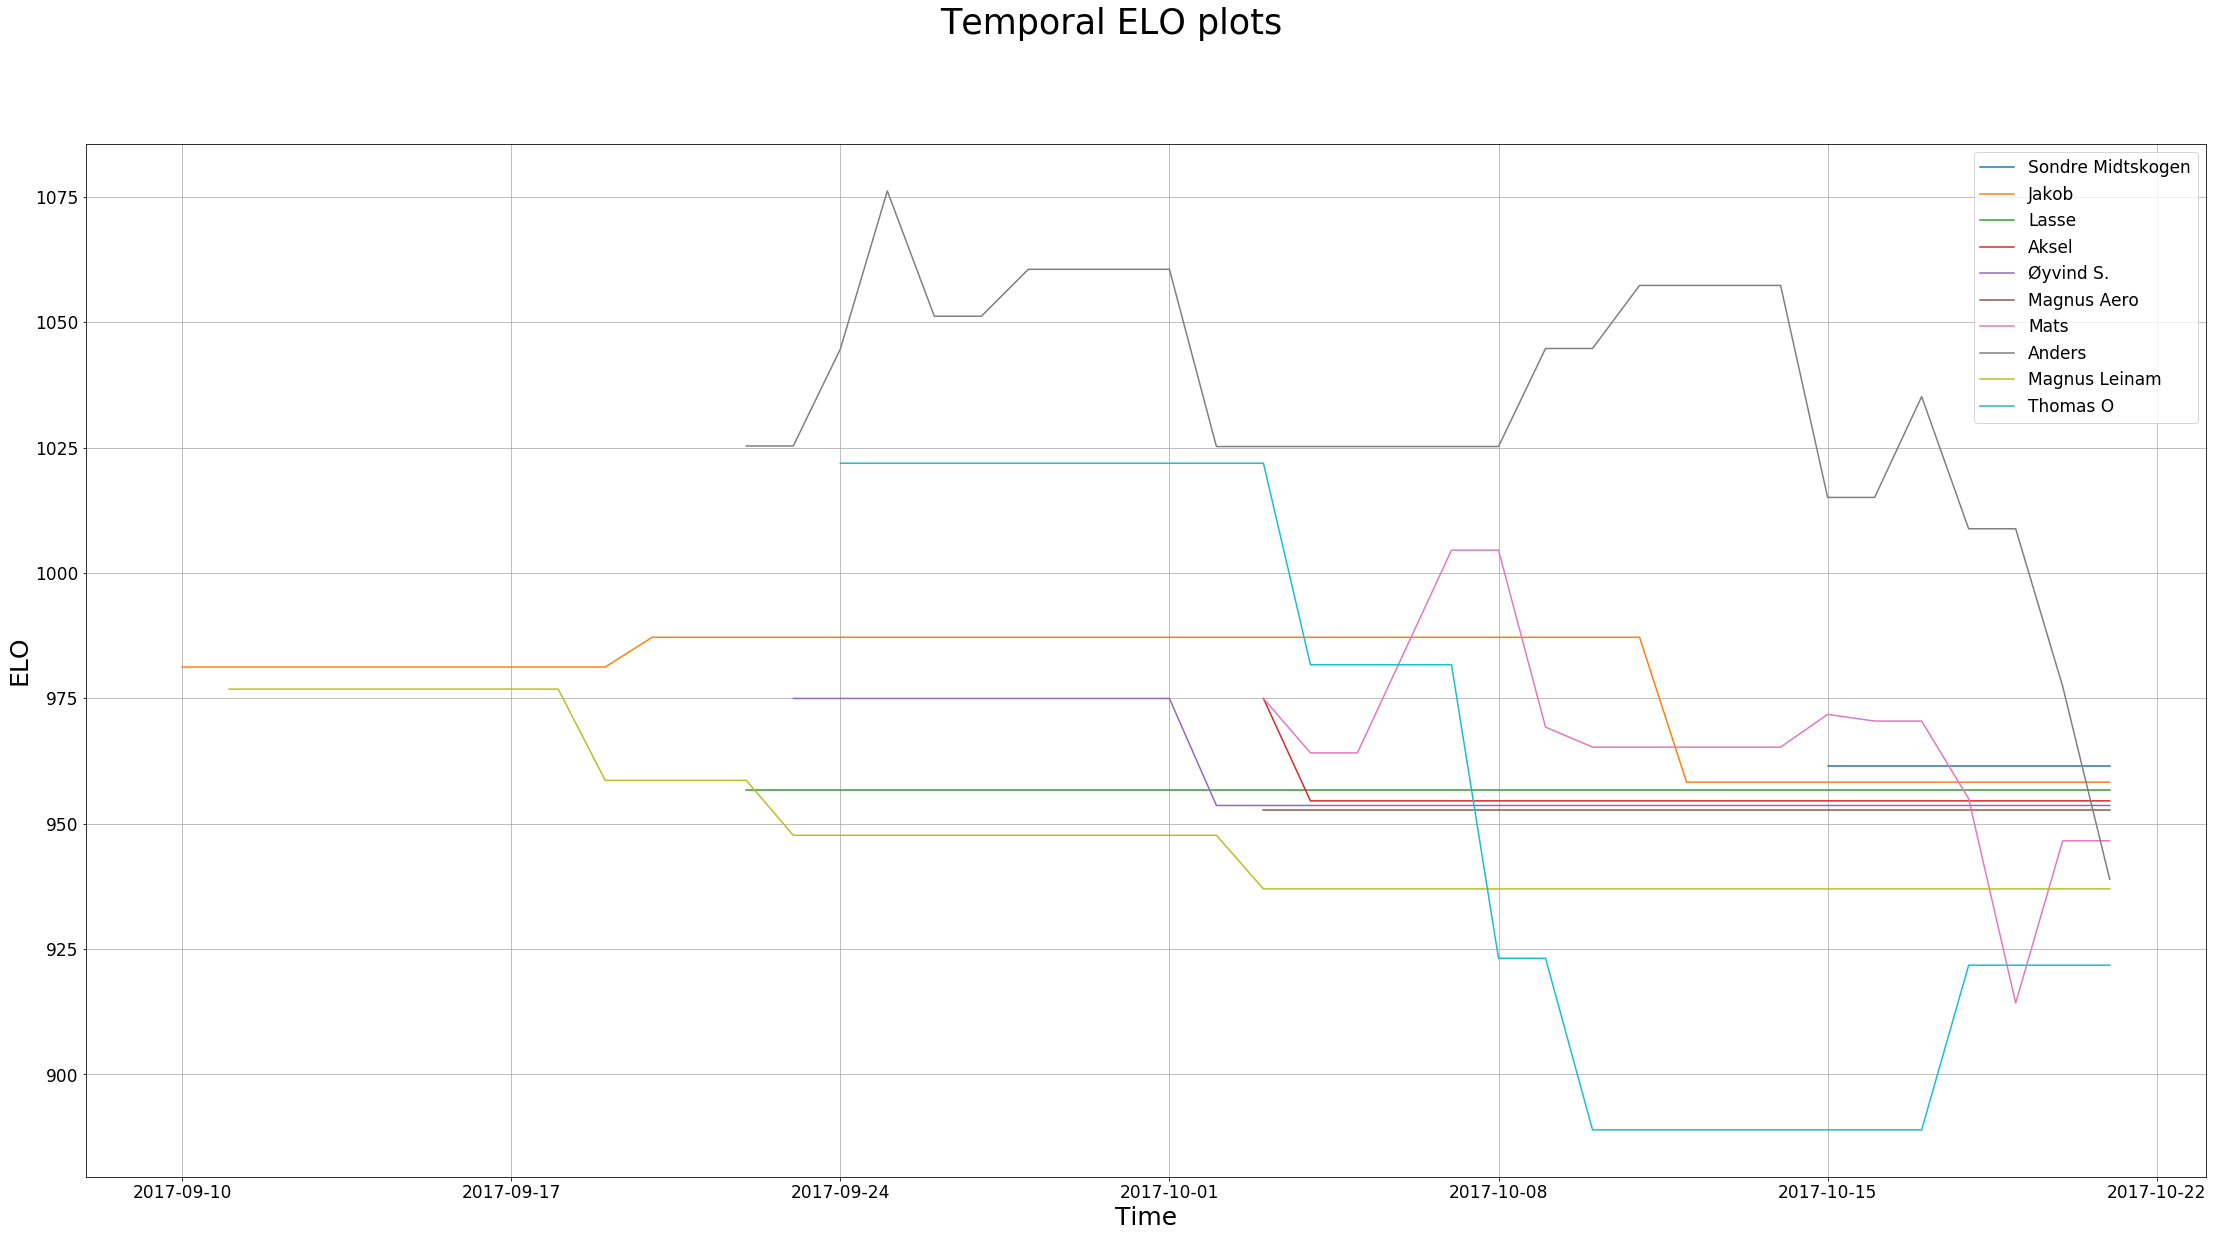 Temporal ELO plots
Sondre Midtskogen
Jakob
Lasse
Aksel
Øyvind S.
Magnus Aero
Mats
Anders
Magnus Leinam
Thomas O
1075
1050
1025
1000
975
950
925
900
ELO
2017-09-10 2017-09-17 2017-09-24 2017-10-01 2017-10-08 2017-10-15 2017-10-22
Time